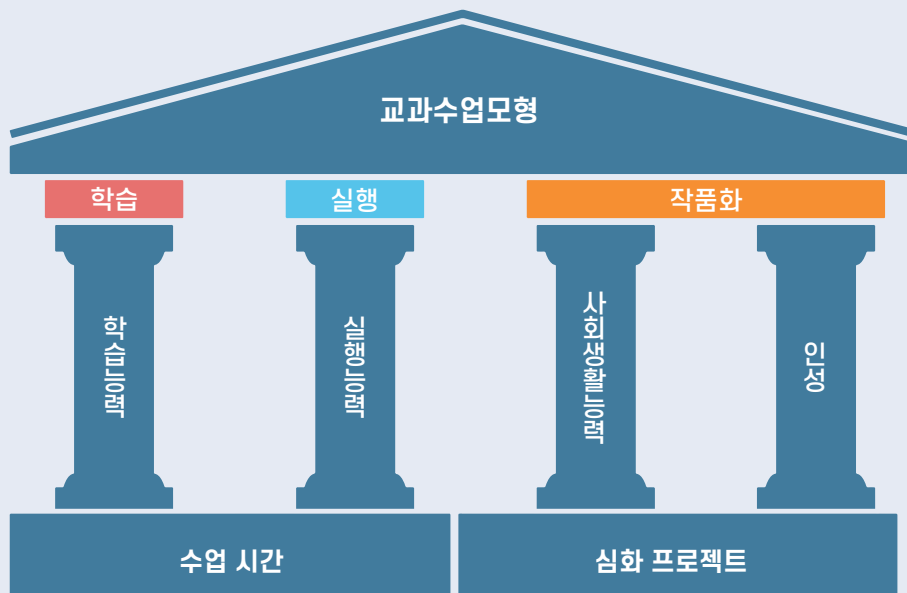 교과수업모형
학습
실행
작품화
학습능력
실행능력
사회생활능력
인성
수업 시간
심화 프로젝트